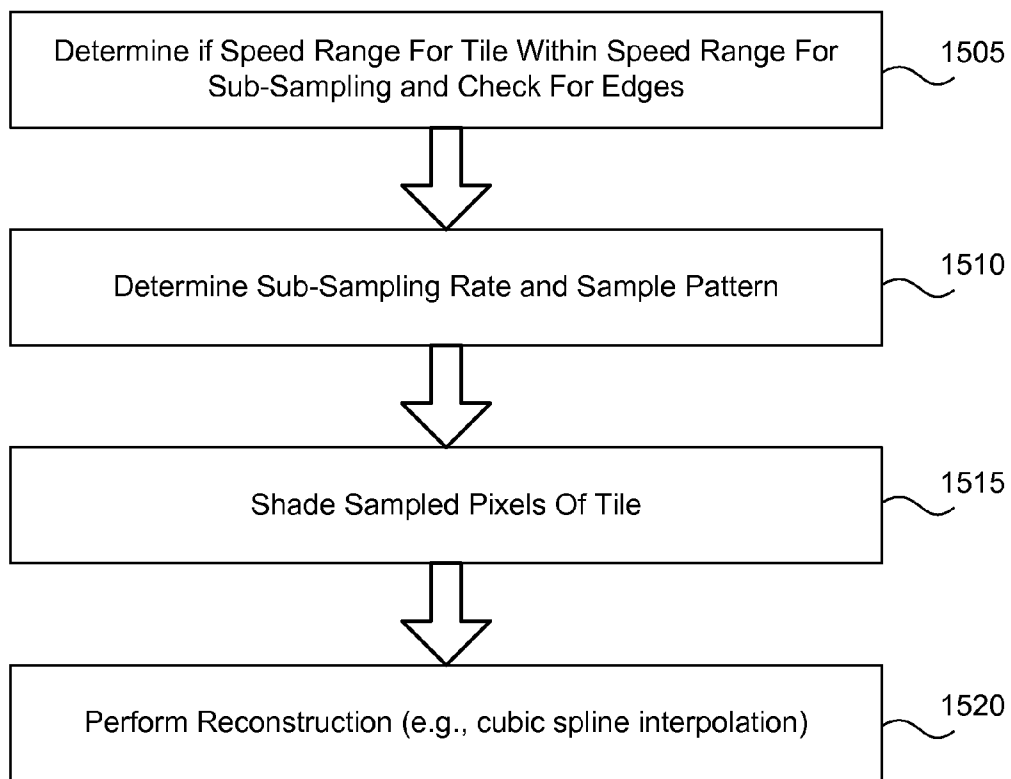 Determine if Speed Range For Tile Within Speed Range For
Sub-Sampling and Check For Edges
1505
Determine Sub-Sampling Rate and Sample Pattern
1510
Shade Sampled Pixels Of Tile
1515
Perform Reconstruction (e.g., cubic spline interpolation)
1520